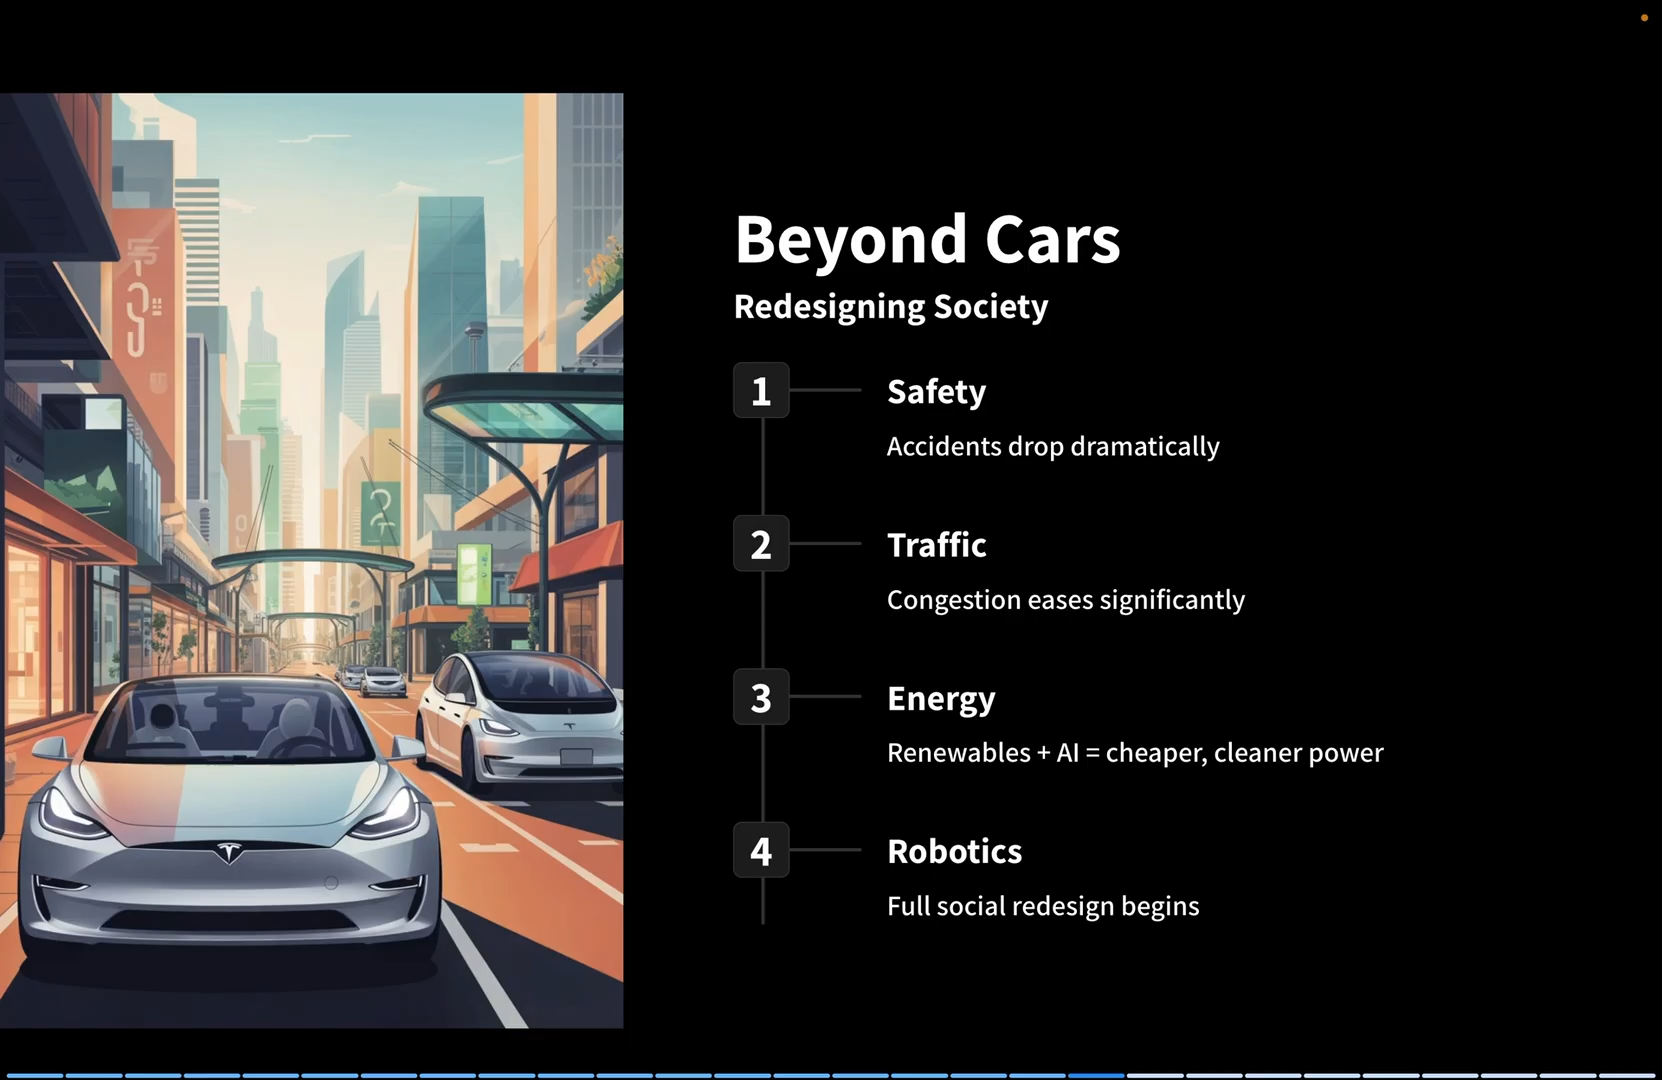 Beyond Cars
Redesigning Society
1
Safety
Accidents drop dramatically
2
Traffic
Congestion eases significantly
3
Energy
Renewables + AI = cheaper, cleaner power
4
Robotics
Full social redesign begins